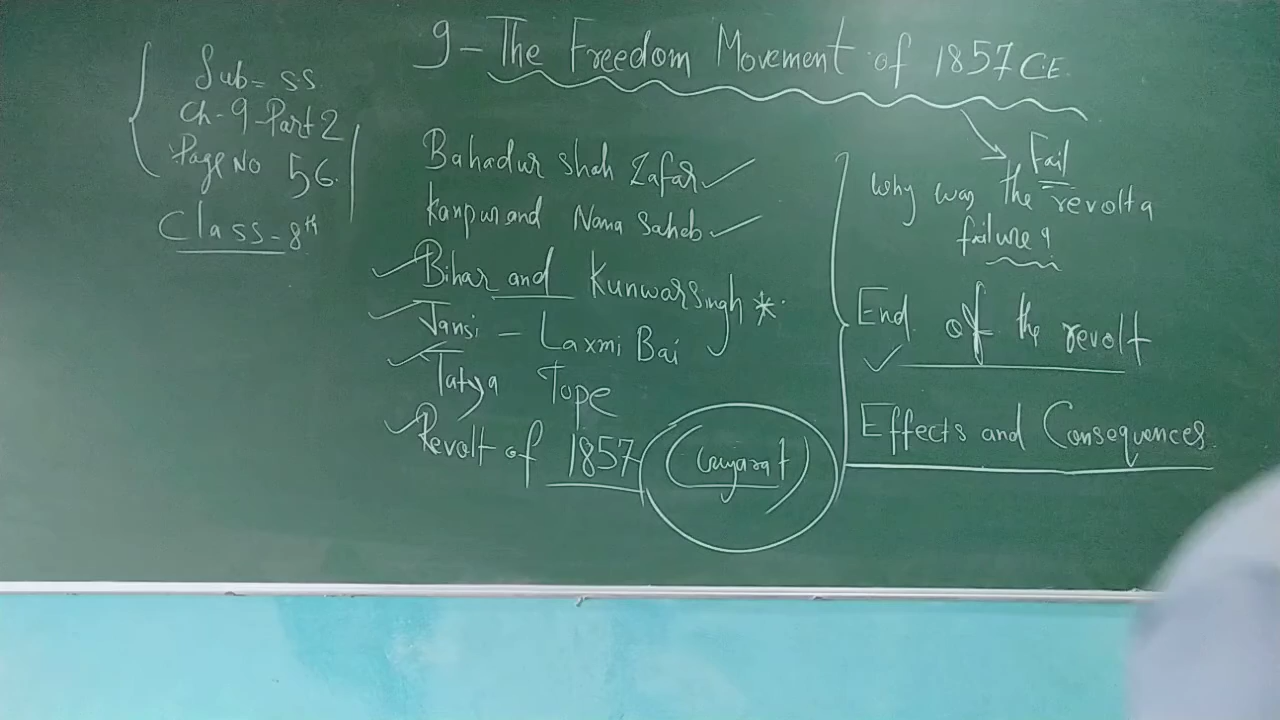 9 - The Freedom Movement of 1857 C.E.
Sub = S.S
Ch - 9 - Part 2
Page No 56.
Class - 8th
Bahadur Shah Zafar
Kanpur and Nana Saheb
Bihar and Kunwar Singh *
Jansi - Laxmi Bai
Tatya Tope
Revolt of 1857 (Gujarat)
Fail
Why was the revolt a
failure ?
End of the revolt
Effects and Consequences